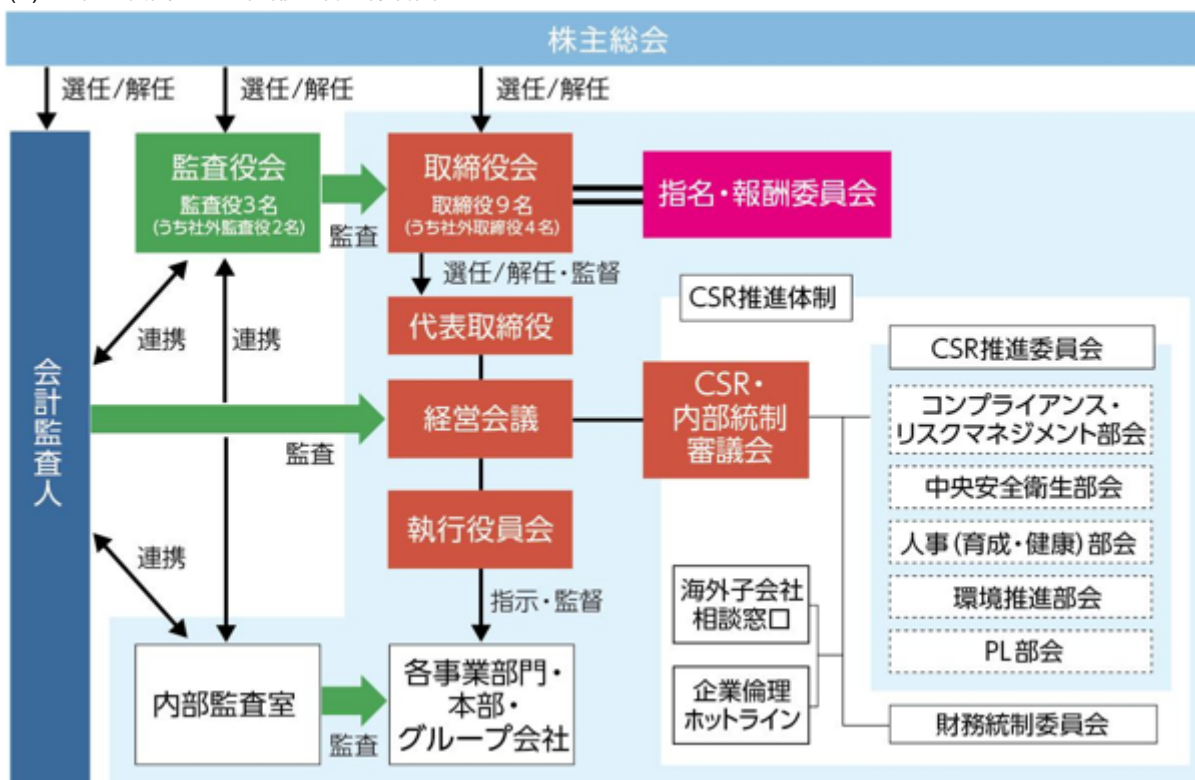 株主総会
選任/解任
選任/解任
選任/解任
監査役会
監査役3名
(うち社外監査役2名)
監査
取締役会
取締役9名
(うち社外取締役4名)
指名・報酬委員会
選任/解任・監督
連携
連携
代表取締役
CSR推進体制
CSR推進委員会
会計監査人
監査
経営会議
CSR・
内部統制
審議会
コンプライアンス・
リスクマネジメント部会
中央安全衛生部会
人事(育成・健康)部会
環境推進部会
PL部会
執行役員会
連携
指示・監督
海外子会社
相談窓口
企業倫理
ホットライン
内部監査室
監査
各事業部門・
本部・
グループ会社
財務統制委員会